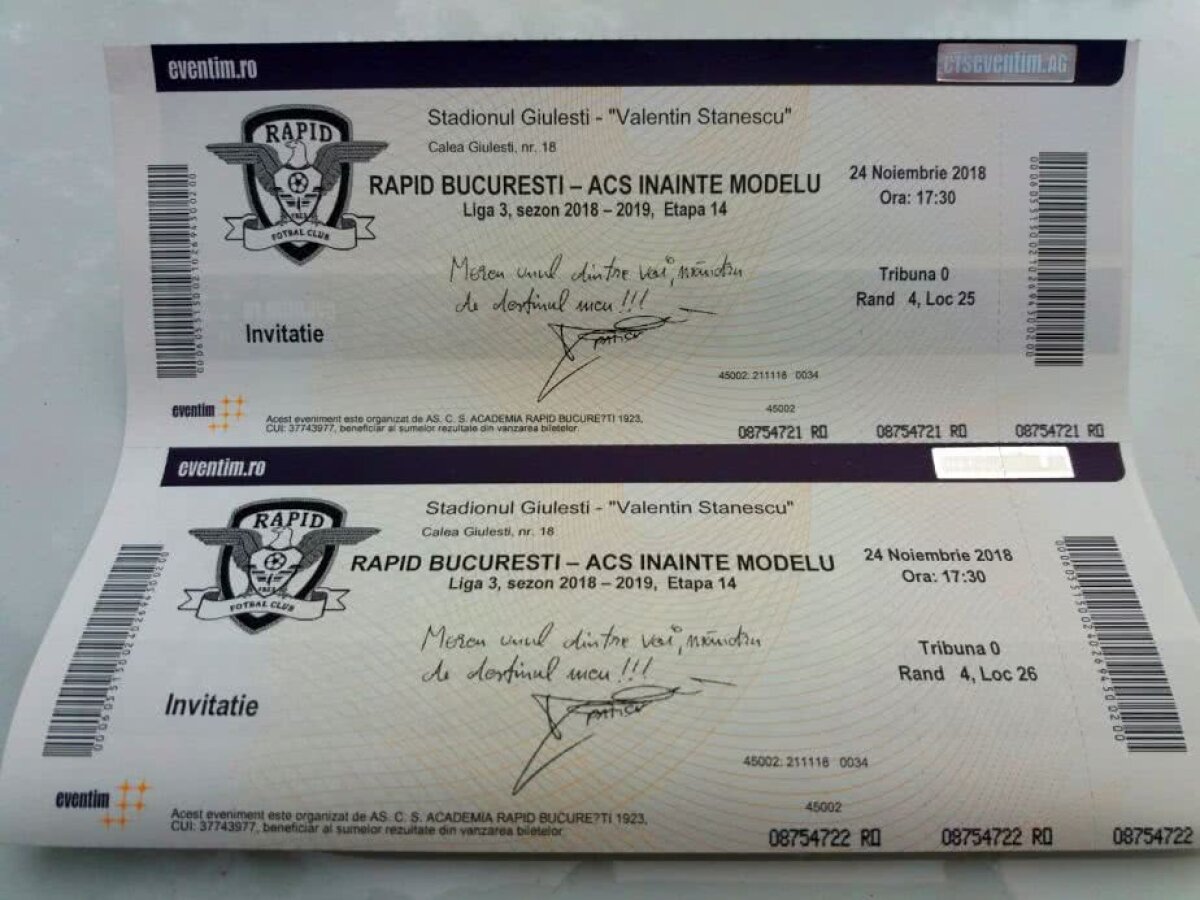 eventim.ro
CTSeventim.AG
RAPID
FOTBAL CLUB
Stadionul Giulesti - "Valentin Stanescu"
Calea Giulesti, nr. 18
RAPID BUCURESTI – ACS INAINTE MODELU
Liga 3, sezon 2018 – 2019, Etapa 14
24 Noiembrie 2018
Ora: 17:30
Mereu unul dintre voi, mândru
de destinul meu !!!
Tribuna 0
Rand 4, Loc 25
Invitatie
45002. 211116 0034
eventim
Acest eveniment este organizat de AS. C. S. ACADEMIA RAPID BUCURE?TI 1923,
CUI: 37743977, beneficiar al sumelor rezultate din vanzarea biletelor.
45002
08754721 RO 08754721 RO 08754721 RO
eventim.ro
RAPID
FOTBAL CLUB
Stadionul Giulesti - "Valentin Stanescu"
Calea Giulesti, nr. 18
RAPID BUCURESTI – ACS INAINTE MODELU
Liga 3, sezon 2018 – 2019, Etapa 14
24 Noiembrie 2018
Ora: 17:30
Mereu unul dintre voi, mândru
de destinul meu !!!
Tribuna 0
Rand 4, Loc 26
Invitatie
45002. 211116 0034
eventim
Acest eveniment este organizat de AS. C. S. ACADEMIA RAPID BUCURE?TI 1923,
CUI: 37743977, beneficiar al sumelor rezultate din vanzarea biletelor.
45002
08754722 RO 08754722 RO 08754722